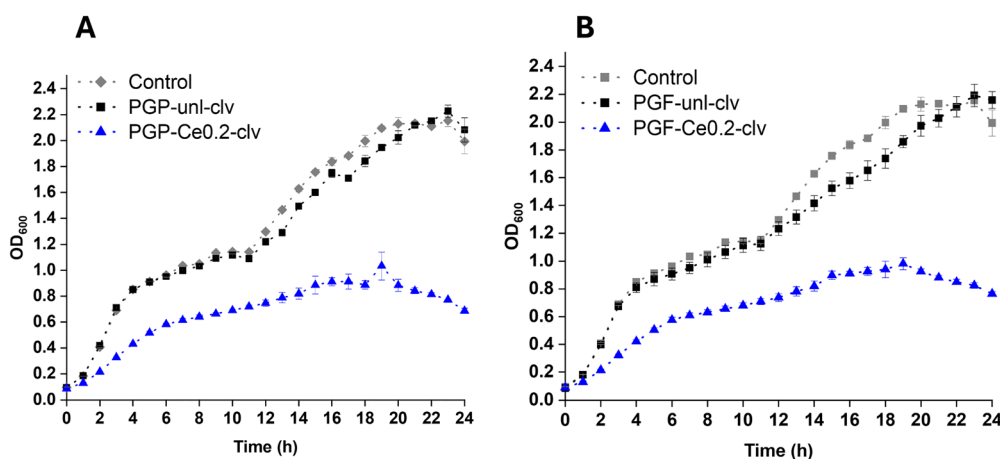 A
Control
PGP-unl-clv
PGP-Ce0.2-clv
OD600
2.4
2.2
2.0
1.8
1.6
1.4
1.2
1.0
0.8
0.6
0.4
0.2
0.0
0 2 4 6 8 10 12 14 16 18 20 22 24
Time (h)
B
Control
PGF-unl-clv
PGF-Ce0.2-clv
OD600
2.4
2.2
2.0
1.8
1.6
1.4
1.2
1.0
0.8
0.6
0.4
0.2
0.0
0 2 4 6 8 10 12 14 16 18 20 22 24
Time (h)